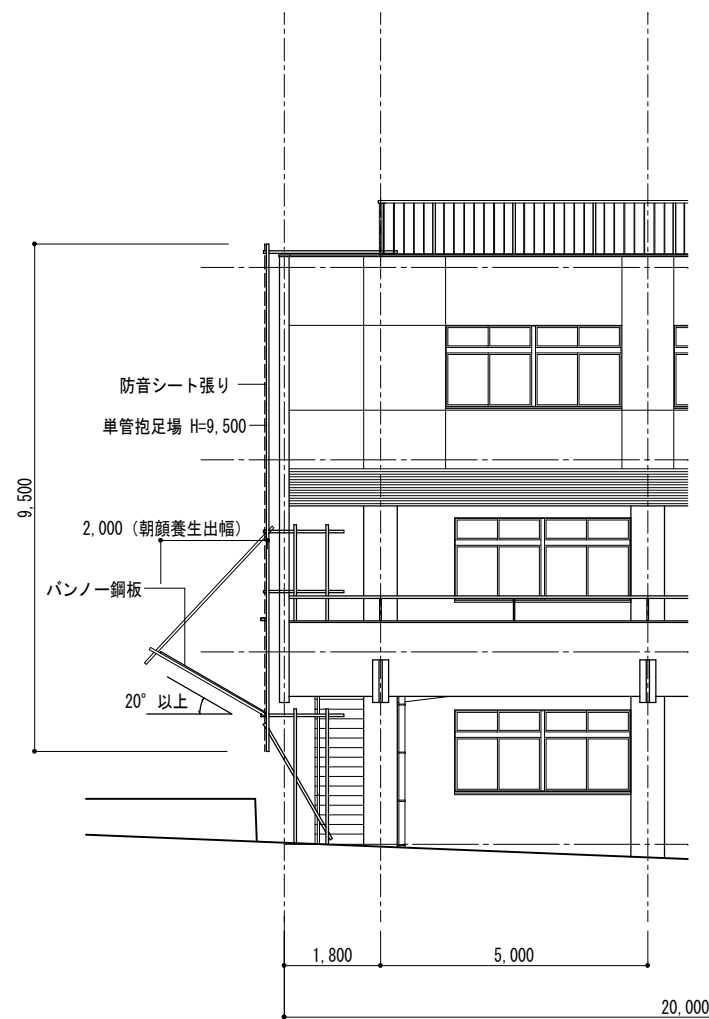 防音シート張り
単管抱足場 H=9,500
9,500
2,000（朝顔養生出幅）
バンノー鋼板
20° 以上
1,800
5,000
20,000